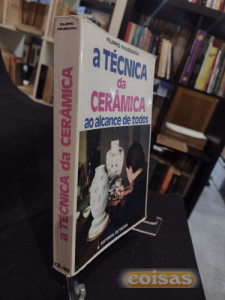 a TÉCNICA
da
CERÂMICA
ao alcance de todos
a TÉCNICA da CERÂMICA
coisas